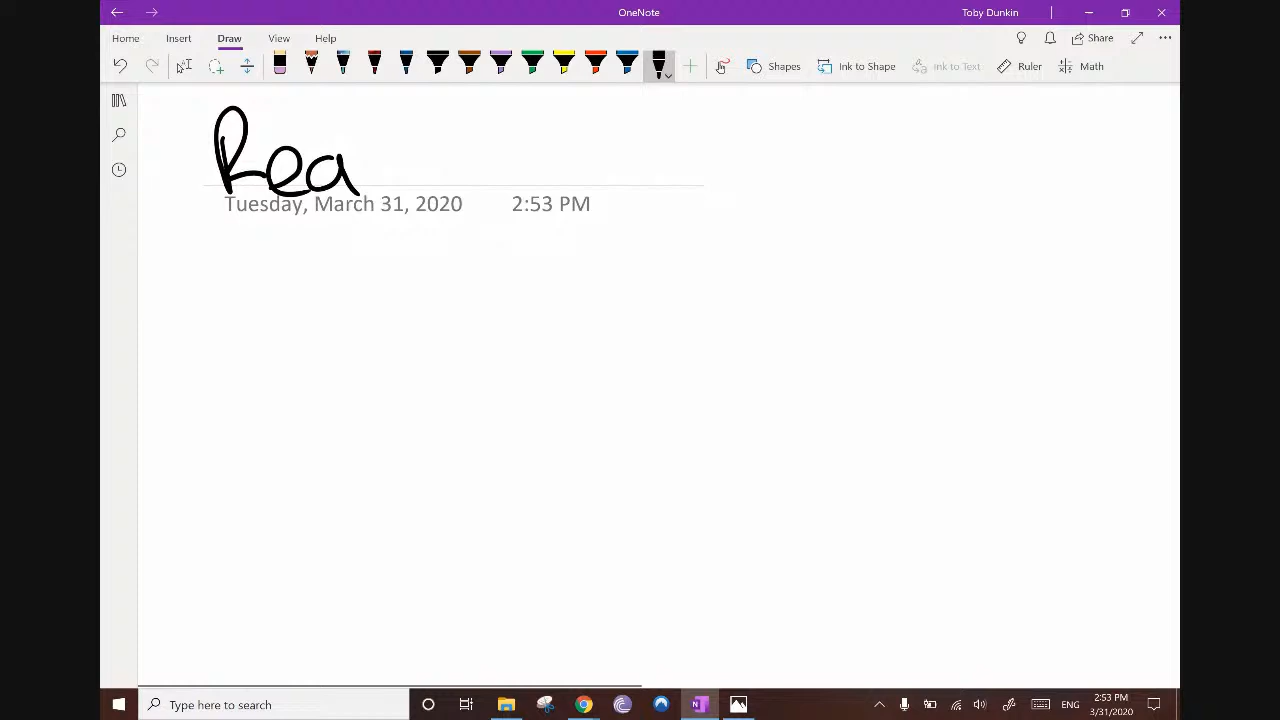 OneNote
Toby Dunkin
Home Insert Draw View Help
Share
Shapes Ink to Shape Ink to Text Ruler Math
Rea
Tuesday, March 31, 2020 2:53 PM
Type here to search
N
ENG
2:53 PM
3/31/2020